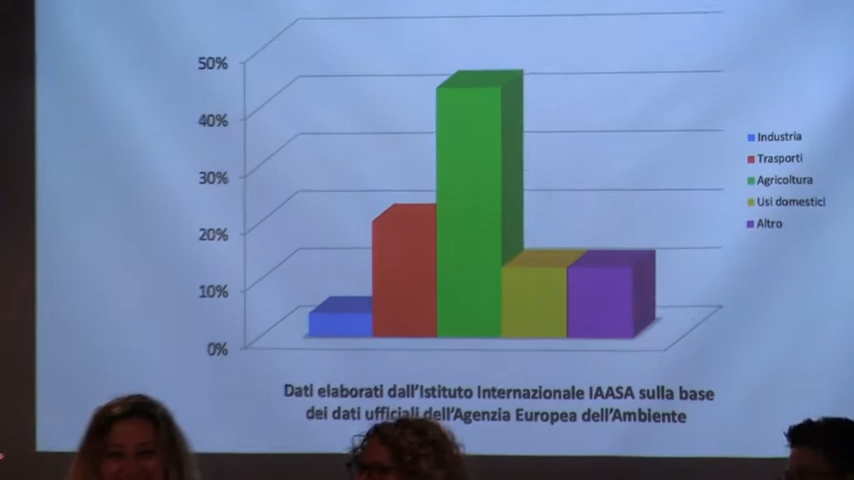 50%
40%
30%
20%
10%
0%
Industria
Trasporti
Agricoltura
Usi domestici
Altro
Dati elaborati dall'Istituto Internazionale IAASA sulla base
dei dati ufficiali dell'Agenzia Europea dell'Ambiente